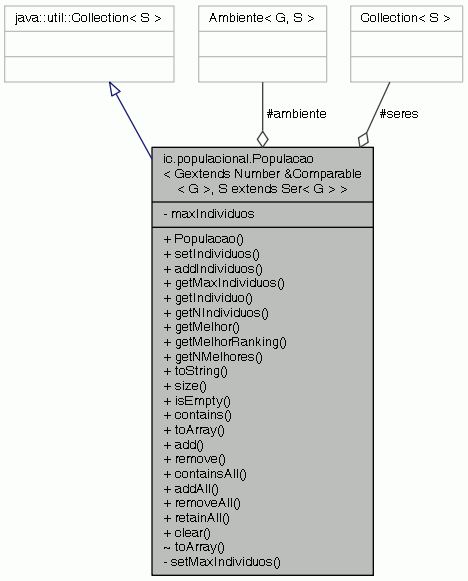 java::util::Collection< S >
Ambiente< G, S >
Collection< S >
#ambiente
#seres
ic.populacional.Populacao
< Gextends Number &Comparable
< G >, S extends Ser< G > >
- maxIndividuos
+ Populacao()
+ setIndividuos()
+ addIndividuos()
+ getMaxIndividuos()
+ getIndividuo()
+ getNIndividuos()
+ getMelhor()
+ getMelhorRanking()
+ getNMelhores()
+ toString()
+ size()
+ isEmpty()
+ contains()
+ toArray()
+ add()
+ remove()
+ containsAll()
+ addAll()
+ removeAll()
+ retainAll()
+ clear()
~ toArray()
- setMaxIndividuos()